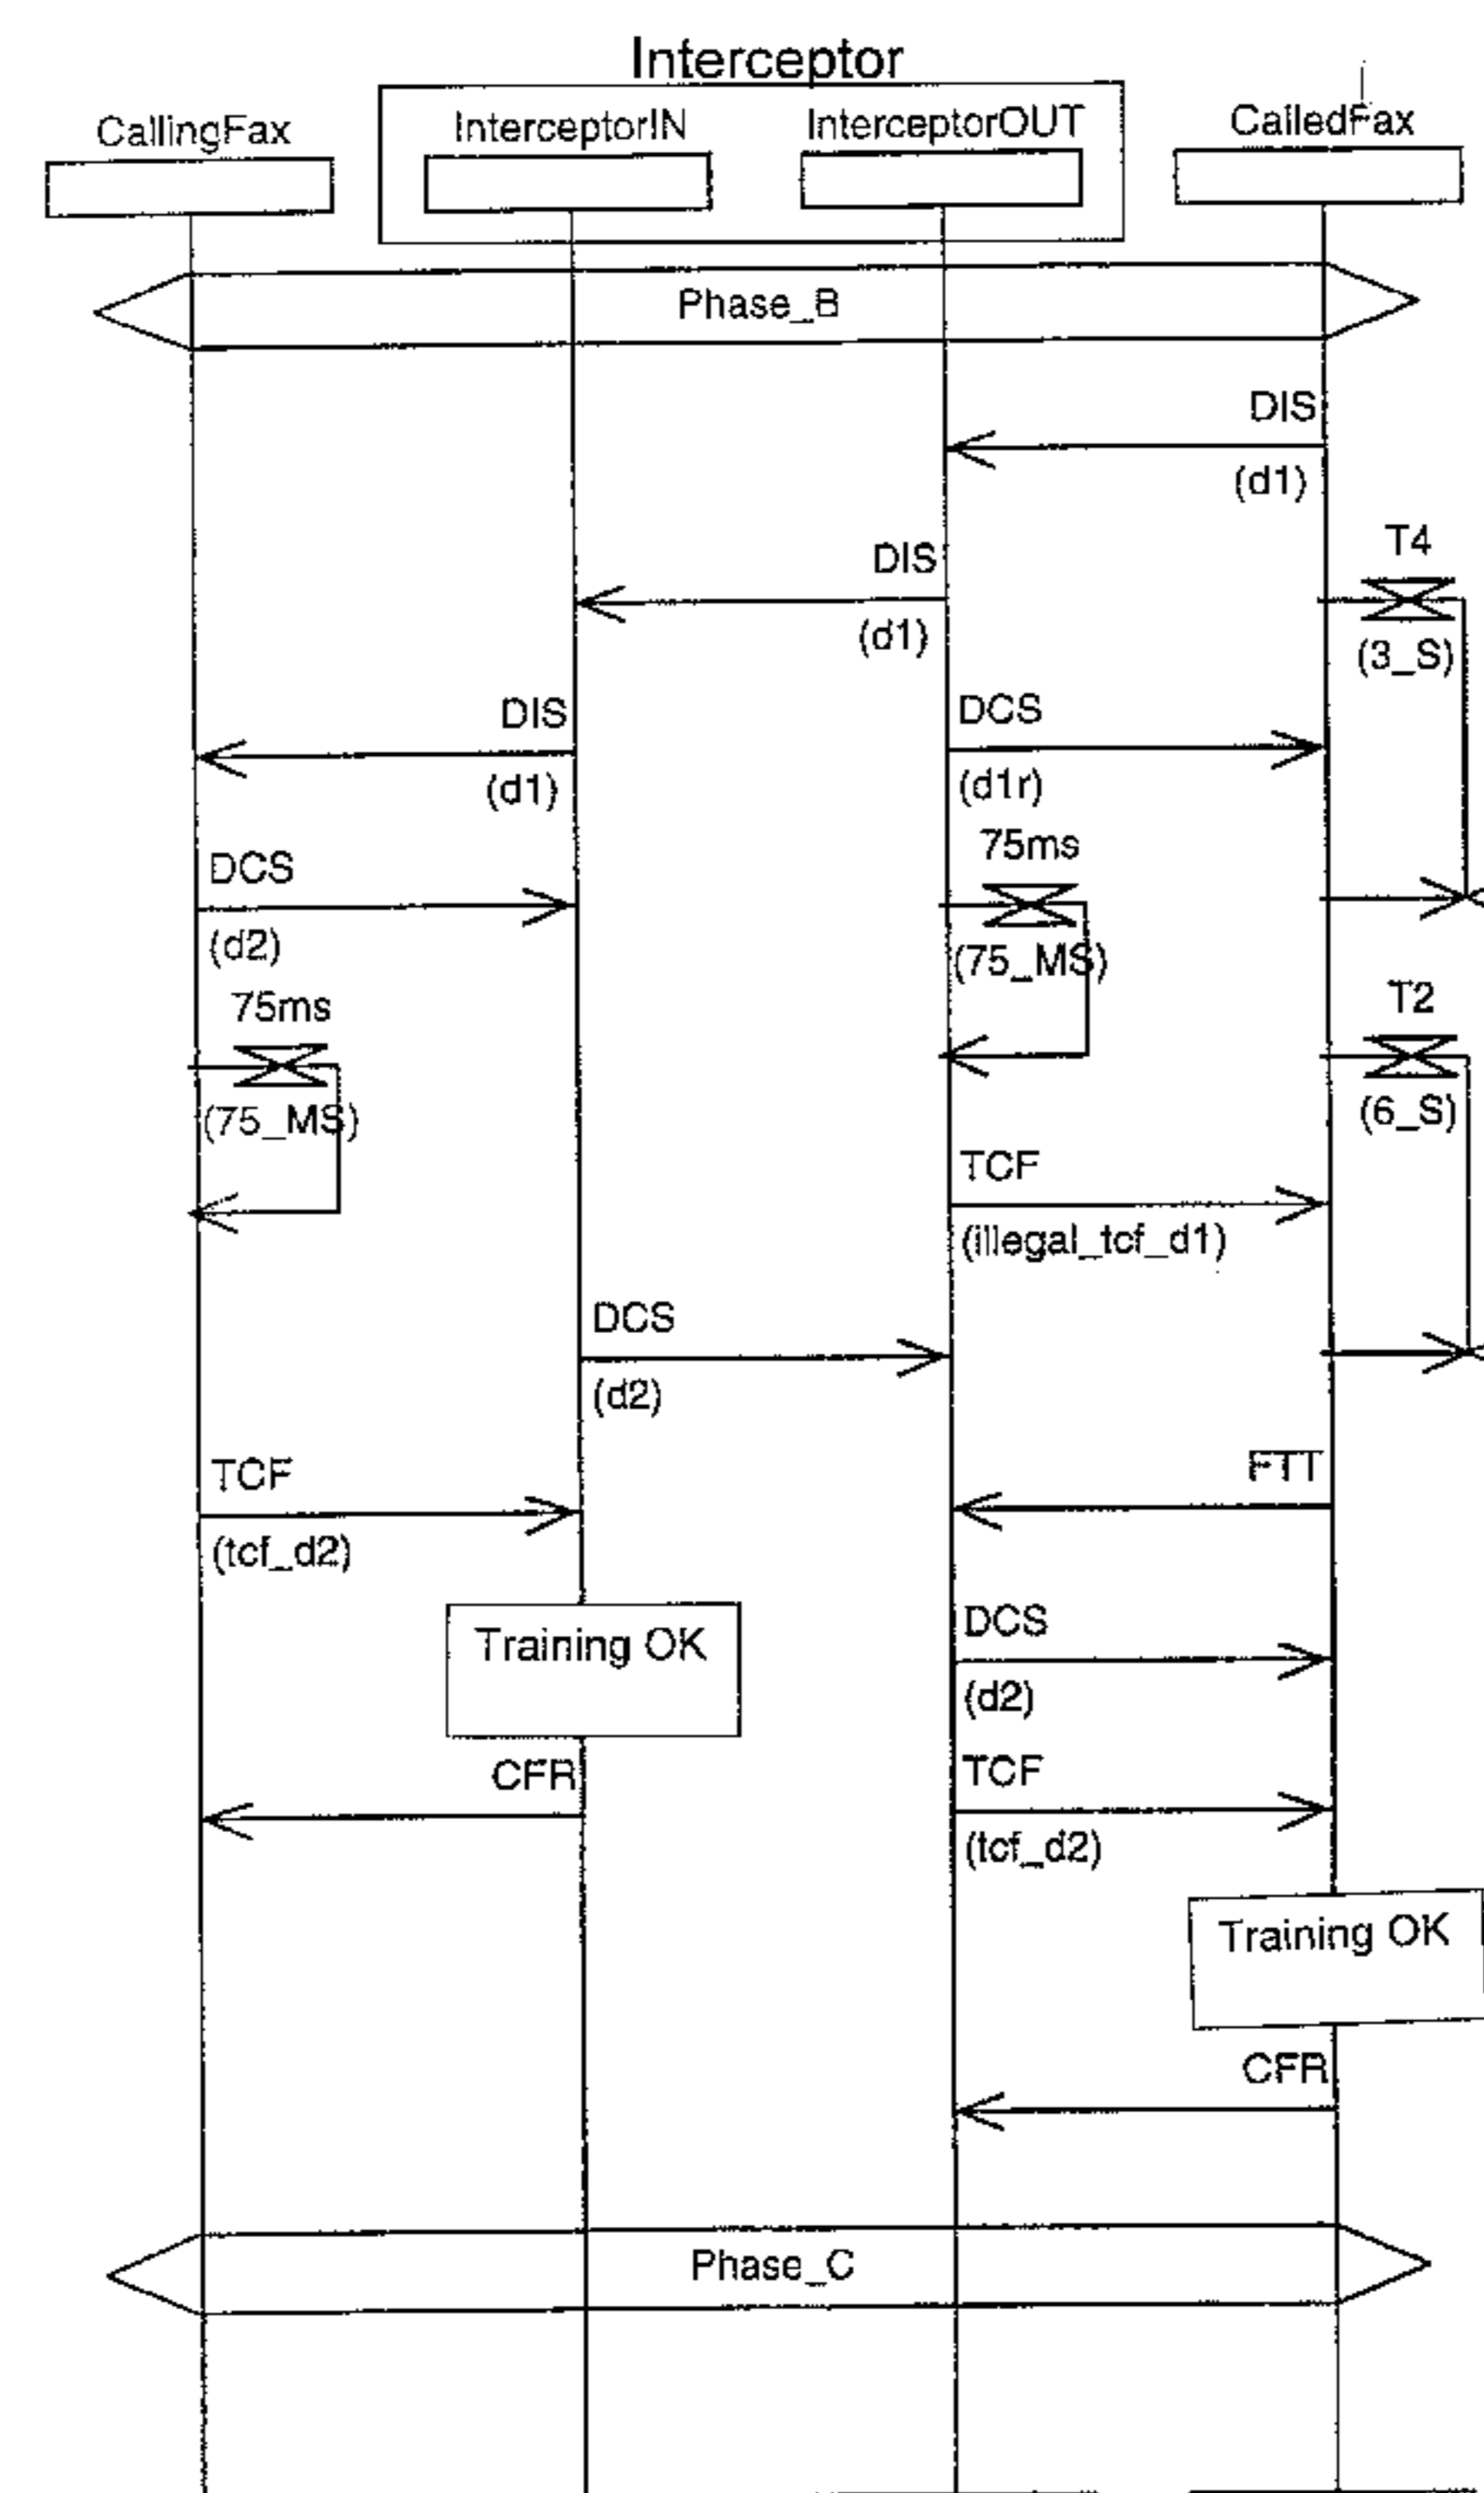 Interceptor
CallingFax
InterceptorIN
InterceptorOUT
CalledFax
Phase_B
DIS
(d1)
T4
DIS
(d1)
(3_S)
DIS
(d1)
DCS
(d1r)
75ms
(75_MS)
DCS
(d2)
75ms
(75_MS)
T2
(6_S)
TCF
(illegal_tcf_d1)
DCS
(d2)
FTT
TCF
(tcf_d2)
Training OK
DCS
(d2)
CFR
TCF
(tcf_d2)
Training OK
CFR
Phase_C